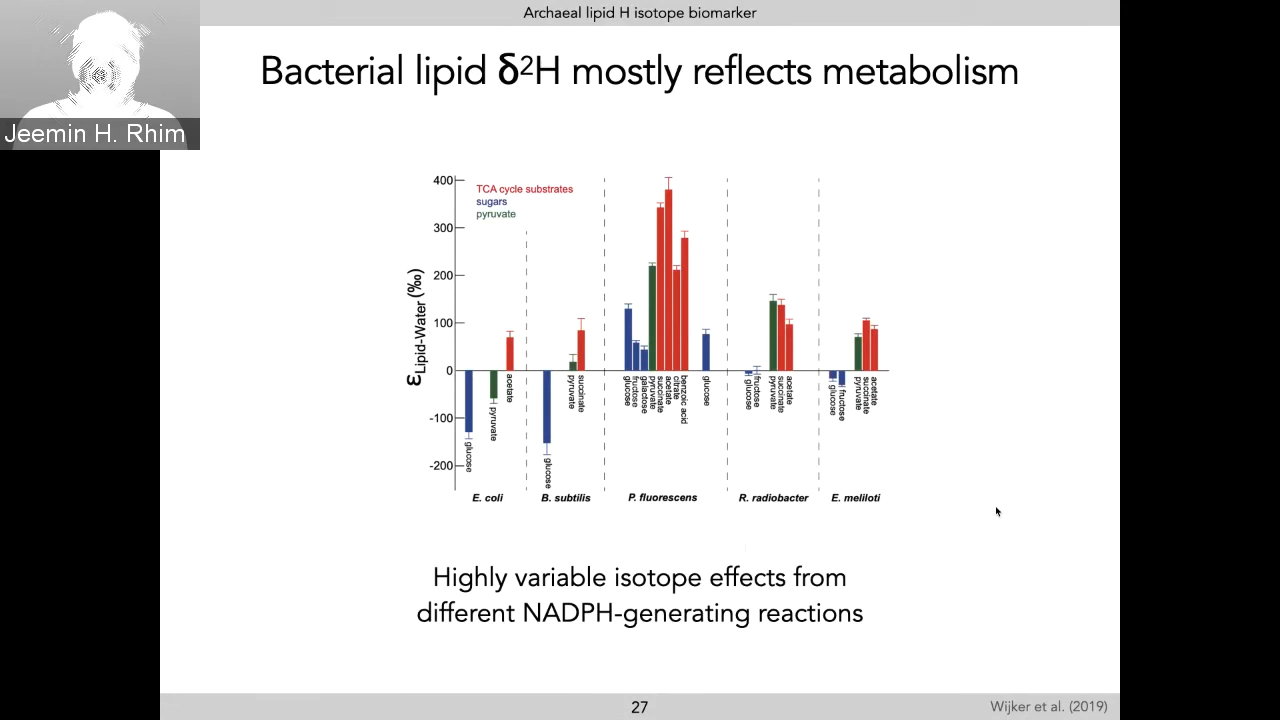 Archaeal lipid H isotope biomarker
Jeemin H. Rhim
Bacterial lipid δ²H mostly reflects metabolism
400
300
200
100
0
-100
-200
εLipid-Water (‰)
TCA cycle substrates
sugars
pyruvate
glucose
pyruvate
acetate
glucose
pyruvate
succinate
glucose
fructose
galactose
pyruvate
succinate
acetate
citrate
benzoic acid
glucose
glucose
fructose
pyruvate
succinate
acetate
glucose
fructose
pyruvate
succinate
acetate
E. coli
B. subtilis
P. fluorescens
R. radiobacter
E. meliloti
Highly variable isotope effects from
different NADPH-generating reactions
27
Wijker et al. (2019)